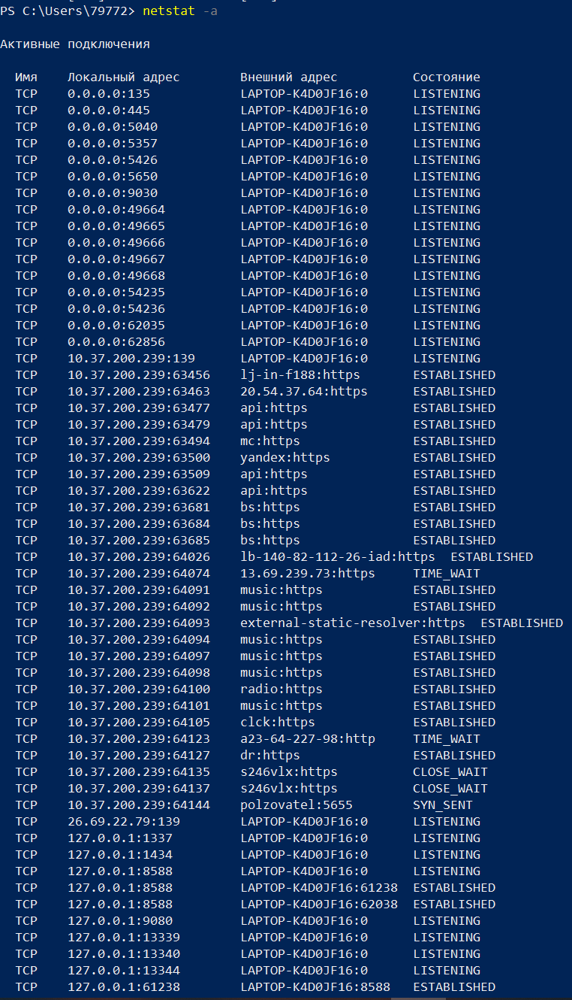 PS C:\Users\79772> netstat -a
Активные подключения
Имя Локальный адрес Внешний адрес Состояние
TCP 0.0.0.0:135 LAPTOP-K4D0JF16:0 LISTENING
TCP 0.0.0.0:445 LAPTOP-K4D0JF16:0 LISTENING
TCP 0.0.0.0:5040 LAPTOP-K4D0JF16:0 LISTENING
TCP 0.0.0.0:5357 LAPTOP-K4D0JF16:0 LISTENING
TCP 0.0.0.0:5426 LAPTOP-K4D0JF16:0 LISTENING
TCP 0.0.0.0:5650 LAPTOP-K4D0JF16:0 LISTENING
TCP 0.0.0.0:9030 LAPTOP-K4D0JF16:0 LISTENING
TCP 0.0.0.0:49664 LAPTOP-K4D0JF16:0 LISTENING
TCP 0.0.0.0:49665 LAPTOP-K4D0JF16:0 LISTENING
TCP 0.0.0.0:49666 LAPTOP-K4D0JF16:0 LISTENING
TCP 0.0.0.0:49667 LAPTOP-K4D0JF16:0 LISTENING
TCP 0.0.0.0:49668 LAPTOP-K4D0JF16:0 LISTENING
TCP 0.0.0.0:54235 LAPTOP-K4D0JF16:0 LISTENING
TCP 0.0.0.0:54236 LAPTOP-K4D0JF16:0 LISTENING
TCP 0.0.0.0:62035 LAPTOP-K4D0JF16:0 LISTENING
TCP 0.0.0.0:62856 LAPTOP-K4D0JF16:0 LISTENING
TCP 10.37.200.239:139 LAPTOP-K4D0JF16:0 LISTENING
TCP 10.37.200.239:63456 lj-in-f188:https ESTABLISHED
TCP 10.37.200.239:63463 20.54.37.64:https ESTABLISHED
TCP 10.37.200.239:63477 api:https ESTABLISHED
TCP 10.37.200.239:63479 api:https ESTABLISHED
TCP 10.37.200.239:63494 mc:https ESTABLISHED
TCP 10.37.200.239:63500 yandex:https ESTABLISHED
TCP 10.37.200.239:63509 api:https ESTABLISHED
TCP 10.37.200.239:63622 api:https ESTABLISHED
TCP 10.37.200.239:63681 bs:https ESTABLISHED
TCP 10.37.200.239:63684 bs:https ESTABLISHED
TCP 10.37.200.239:63685 bs:https ESTABLISHED
TCP 10.37.200.239:64026 lb-140-82-112-26-iad:https ESTABLISHED
TCP 10.37.200.239:64074 13.69.239.73:https TIME_WAIT
TCP 10.37.200.239:64091 music:https ESTABLISHED
TCP 10.37.200.239:64092 music:https ESTABLISHED
TCP 10.37.200.239:64093 external-static-resolver:https ESTABLISHED
TCP 10.37.200.239:64094 music:https ESTABLISHED
TCP 10.37.200.239:64097 music:https ESTABLISHED
TCP 10.37.200.239:64098 music:https ESTABLISHED
TCP 10.37.200.239:64100 radio:https ESTABLISHED
TCP 10.37.200.239:64101 music:https ESTABLISHED
TCP 10.37.200.239:64105 clck:https ESTABLISHED
TCP 10.37.200.239:64123 a23-64-227-98:http TIME_WAIT
TCP 10.37.200.239:64127 dr:https ESTABLISHED
TCP 10.37.200.239:64135 s246vlx:https CLOSE_WAIT
TCP 10.37.200.239:64137 s246vlx:https CLOSE_WAIT
TCP 10.37.200.239:64144 polzovatel:5655 SYN_SENT
TCP 26.69.22.79:139 LAPTOP-K4D0JF16:0 LISTENING
TCP 127.0.0.1:1337 LAPTOP-K4D0JF16:0 LISTENING
TCP 127.0.0.1:1434 LAPTOP-K4D0JF16:0 LISTENING
TCP 127.0.0.1:8588 LAPTOP-K4D0JF16:0 LISTENING
TCP 127.0.0.1:8588 LAPTOP-K4D0JF16:61238 ESTABLISHED
TCP 127.0.0.1:8588 LAPTOP-K4D0JF16:62038 ESTABLISHED
TCP 127.0.0.1:9080 LAPTOP-K4D0JF16:0 LISTENING
TCP 127.0.0.1:13339 LAPTOP-K4D0JF16:0 LISTENING
TCP 127.0.0.1:13340 LAPTOP-K4D0JF16:0 LISTENING
TCP 127.0.0.1:13344 LAPTOP-K4D0JF16:0 LISTENING
TCP 127.0.0.1:61238 LAPTOP-K4D0JF16:8588 ESTABLISHED